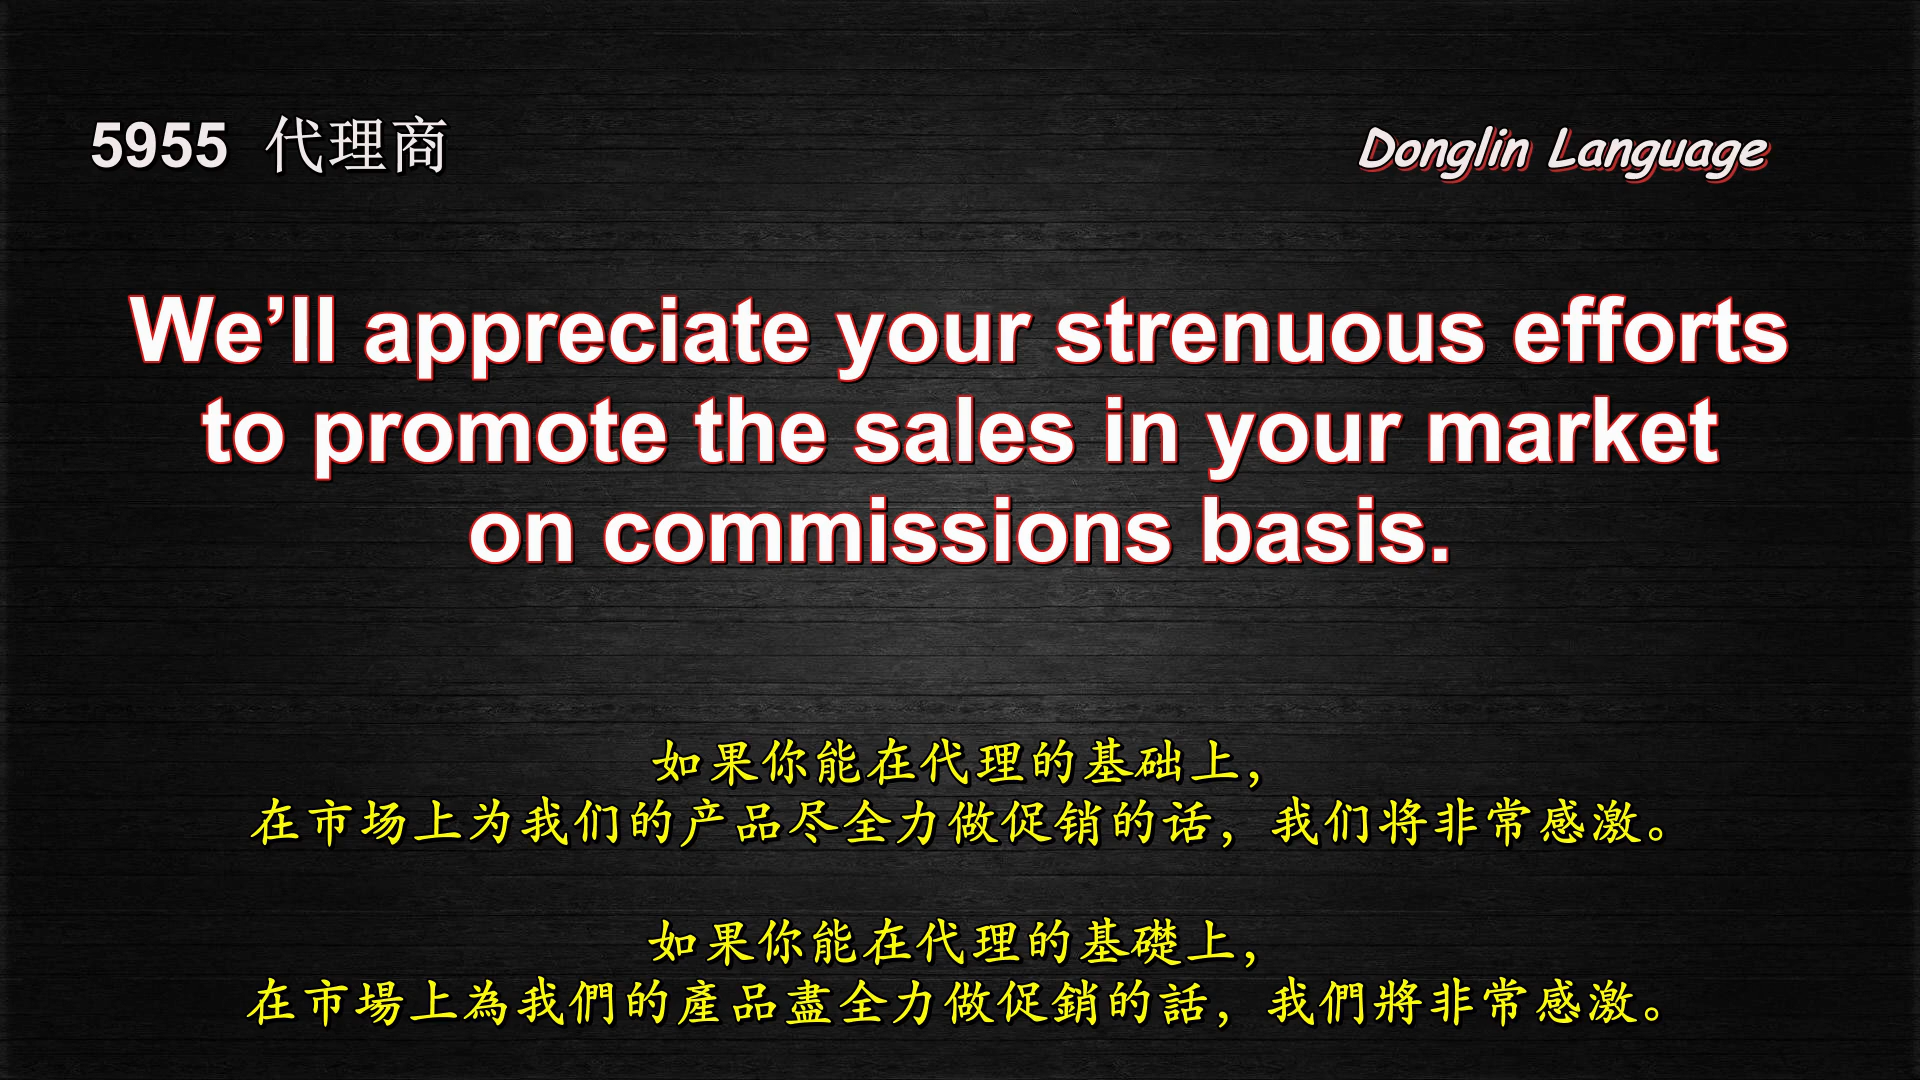 5955 代理商
Donglin Language
We’ll appreciate your strenuous efforts
to promote the sales in your market
on commissions basis.
如果你能在代理的基础上，
在市场上为我们的产品尽全力做促销的话，我们将非常感激。
如果你能在代理的基礎上，
在市場上為我們的產品盡全力做促銷的話，我們將非常感激。